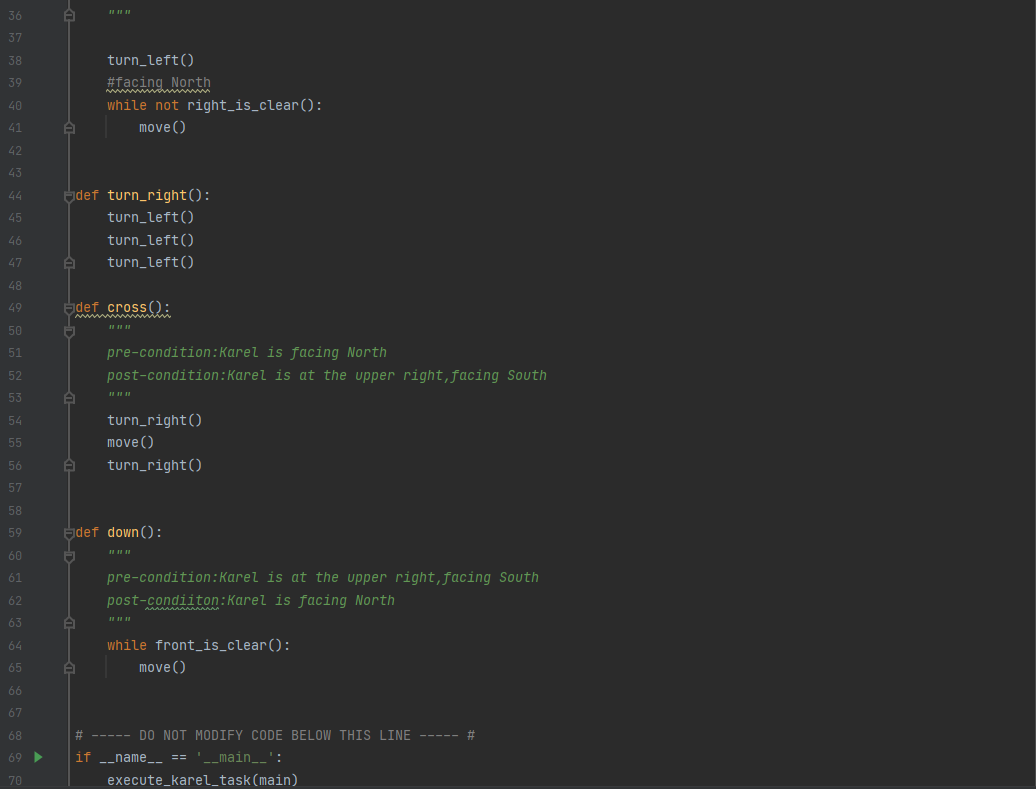 36 """
37
38 turn_left()
39 #facing North
40 while not right_is_clear():
41 move()
42
43
44 def turn_right():
45 turn_left()
46 turn_left()
47 turn_left()
48
49 def cross():
50 """
51 pre-condition:Karel is facing North
52 post-condition:Karel is at the upper right,facing South
53 """
54 turn_right()
55 move()
56 turn_right()
57
58
59 def down():
60 """
61 pre-condition:Karel is at the upper right,facing South
62 post-condiiton:Karel is facing North
63 """
64 while front_is_clear():
65 move()
66
67
68 # ----- DO NOT MODIFY CODE BELOW THIS LINE ----- #
69 if __name__ == '__main__':
70 execute_karel_task(main)